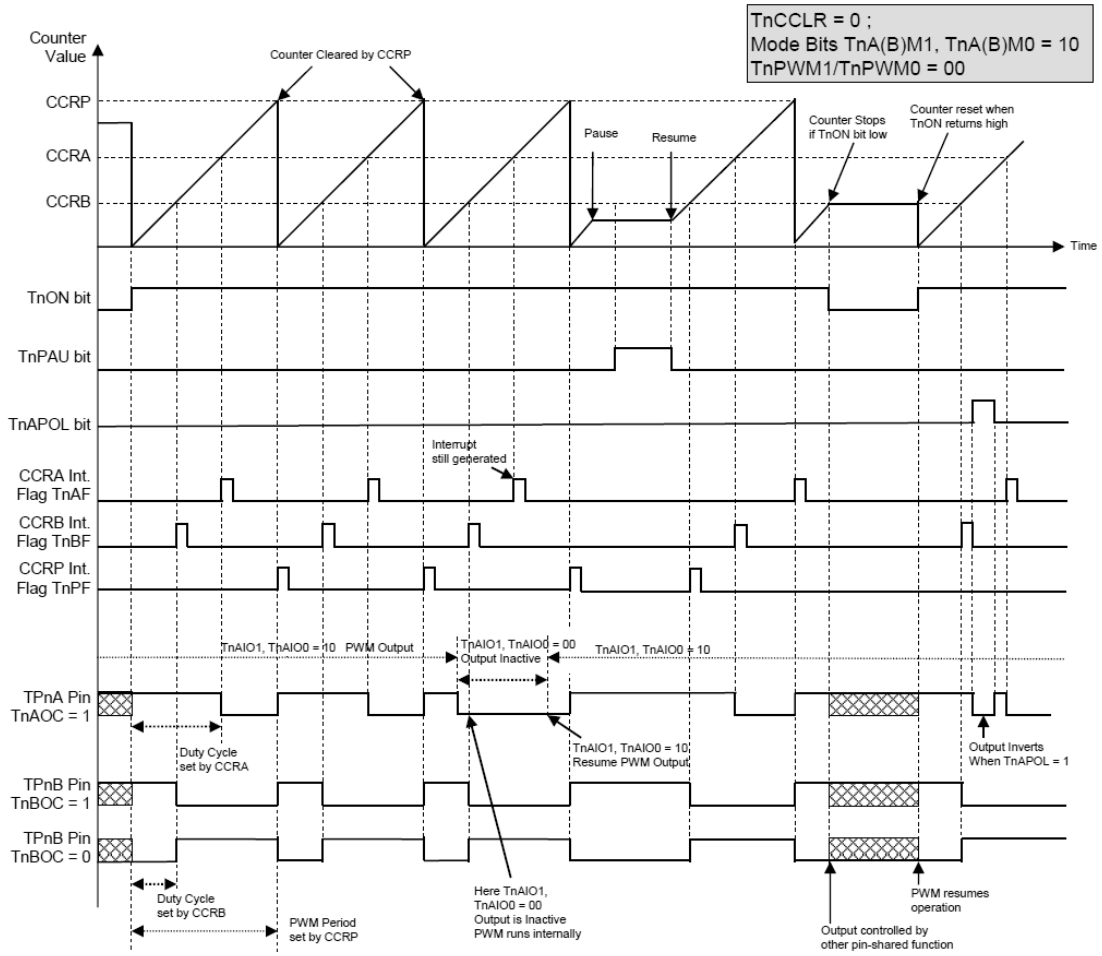 TnCCLR = 0 ;
Mode Bits TnA(B)M1, TnA(B)M0 = 10
TnPWM1/TnPWM0 = 00
Counter
Value
Counter Cleared by CCRP
CCRP
CCRA
CCRB
Pause
Resume
Counter Stops
if TnON bit low
Counter reset when
TnON returns high
Time
TnON bit
TnPAU bit
TnAPOL bit
Interrupt
still generated
CCRA Int.
Flag TnAF
CCRB Int.
Flag TnBF
CCRP Int.
Flag TnPF
TnAIO1, TnAIO0 = 10 PWM Output
TnAIO1, TnAIO0 = 00
Output Inactive
TnAIO1, TnAIO0 = 10
TPnA Pin
TnAOC = 1
Duty Cycle
set by CCRA
TnAIO1, TnAIO0 = 10
Resume PWM Output
Output Inverts
When TnAPOL = 1
TPnB Pin
TnBOC = 1
TPnB Pin
TnBOC = 0
Duty Cycle
set by CCRB
PWM Period
set by CCRP
Here TnAIO1,
TnAIO0 = 00
Output is Inactive
PWM runs internally
Output controlled by
other pin-shared function
PWM resumes
operation